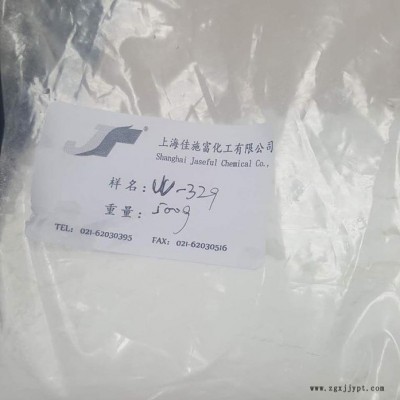 上海佳施富化工有限公司
Shanghai Jaseful Chemical Co.,
样名: UV-329
重量: 500g
TEL: 021-62030395 FAX: 021-62030516
www.zgxjjypt.com